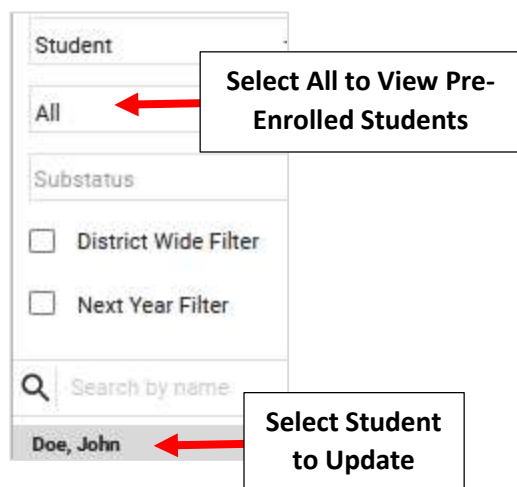 Student
Select All to View Pre-
Enrolled Students
All
Substatus
District Wide Filter
Next Year Filter
Search by name
Select Student
to Update
Doe, John